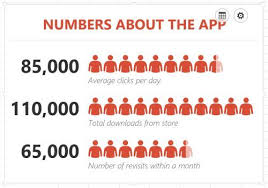 NUMBERS ABOUT THE APP
85,000
Average clicks per day
110,000
Total downloads from store
65,000
Number of revisits within a month